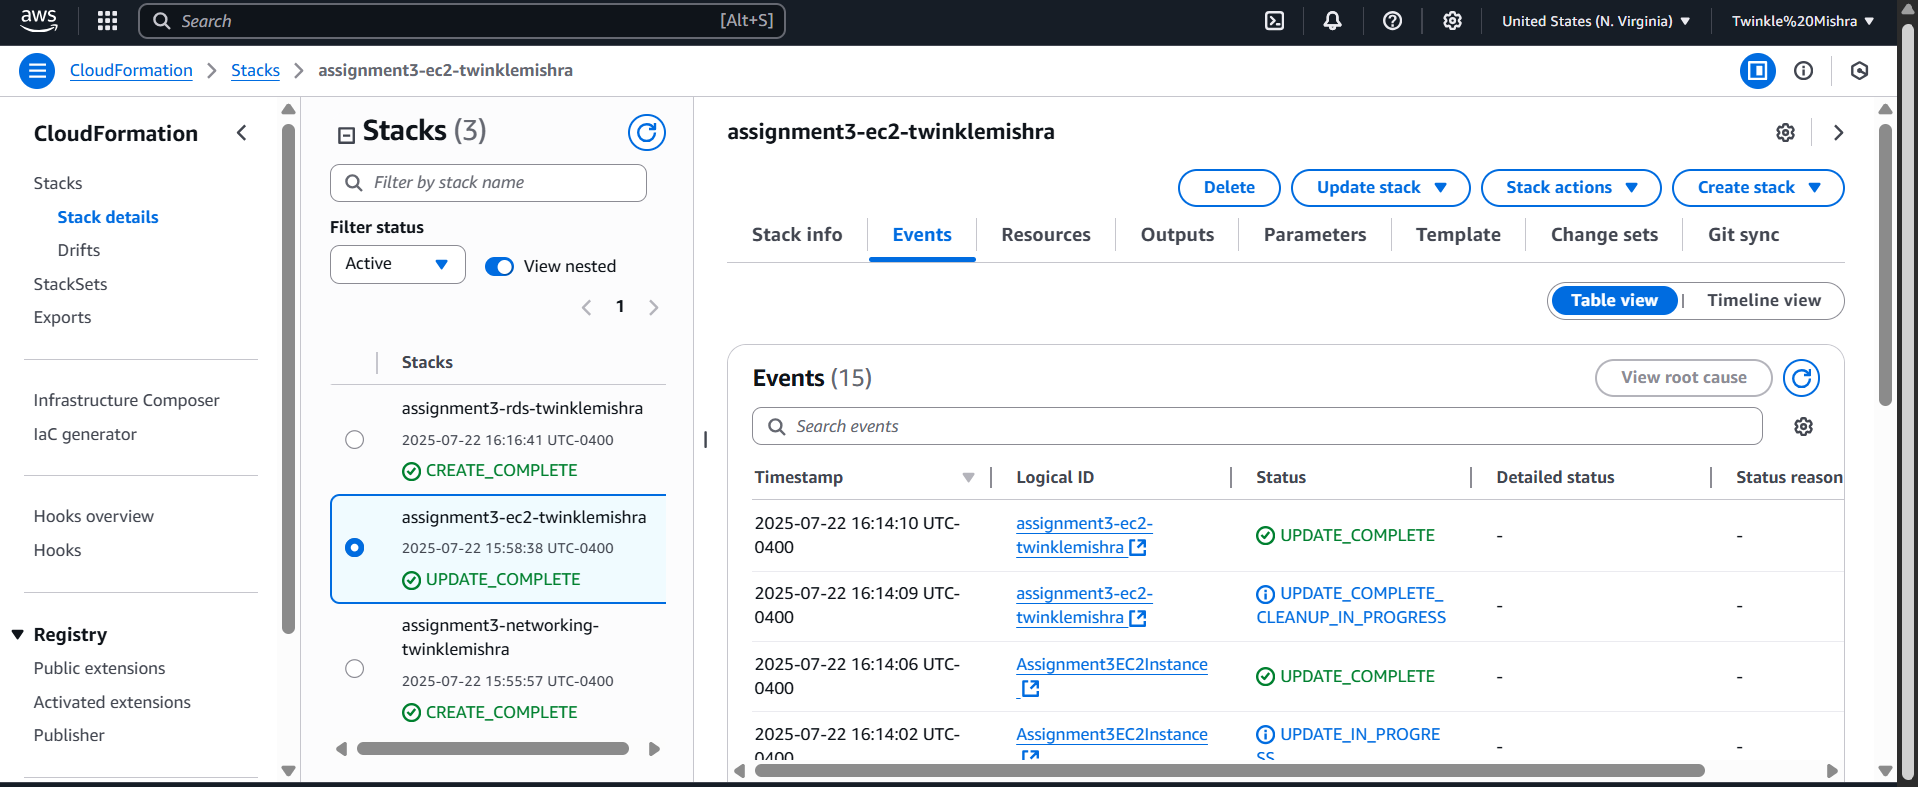 aws
Search
[Alt+S]
United States (N. Virginia)
Twinkle%20Mishra
CloudFormation
Stacks
assignment3-ec2-twinklemishra
CloudFormation
Stacks
Stack details
Drifts
StackSets
Exports
Infrastructure Composer
IaC generator
Hooks overview
Hooks
Registry
Public extensions
Activated extensions
Publisher
Stacks (3)
Filter by stack name
Filter status
Active
View nested
1
Stacks
assignment3-rds-twinklemishra
2025-07-22 16:16:41 UTC-0400
CREATE_COMPLETE
assignment3-ec2-twinklemishra
2025-07-22 15:58:38 UTC-0400
UPDATE_COMPLETE
assignment3-networking-
twinklemishra
2025-07-22 15:55:57 UTC-0400
CREATE_COMPLETE
assignment3-ec2-twinklemishra
Delete
Update stack
Stack actions
Create stack
Stack info
Events
Resources
Outputs
Parameters
Template
Change sets
Git sync
Table view
Timeline view
Events (15)
View root cause
Search events
Timestamp
Logical ID
Status
Detailed status
Status reason
2025-07-22 16:14:10 UTC-
0400
assignment3-ec2-
twinklemishra
UPDATE_COMPLETE
-
-
2025-07-22 16:14:09 UTC-
0400
assignment3-ec2-
twinklemishra
UPDATE_COMPLETE_
CLEANUP_IN_PROGRESS
-
-
2025-07-22 16:14:06 UTC-
0400
Assignment3EC2Instance
UPDATE_COMPLETE
-
-
2025-07-22 16:14:02 UTC-
0400
Assignment3EC2Instance
UPDATE_IN_PROGRE
SS
-
-